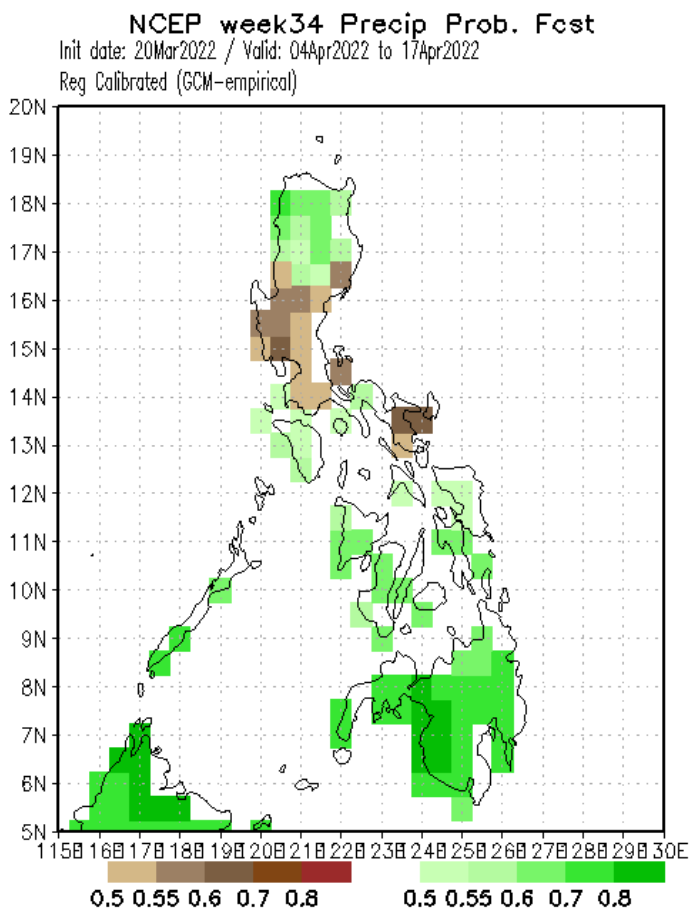 NCEP week34 Precip Prob. Fcst
Init date: 20Mar2022 / Valid: 04Apr2022 to 17Apr2022
Reg Calibrated (GCM-empirical)
20N
19N
18N
17N
16N
15N
14N
13N
12N
11N
10N
9N
8N
7N
6N
5N
115E 116E 117E 118E 119E 120E 121E 122E 123E 124E 125E 126E 127E 128E 129E 130E
0.5 0.55 0.6 0.7 0.8 0.5 0.55 0.6 0.7 0.8